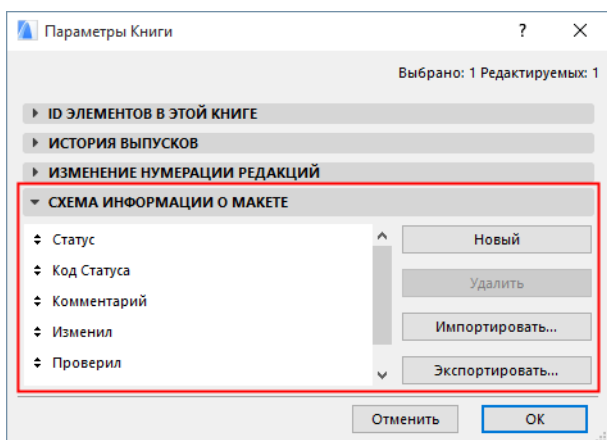 Параметры Книги ?
Выбрано: 1 Редактируемых: 1
ID ЭЛЕМЕНТОВ В ЭТОЙ КНИГЕ
ИСТОРИЯ ВЫПУСКОВ
ИЗМЕНЕНИЕ НУМЕРАЦИИ РЕДАКЦИЙ
СХЕМА ИНФОРМАЦИИ О МАКЕТЕ
Статус
Код Статуса
Комментарий
Изменил
Проверил
Новый
Удалить
Импортировать...
Экспортировать...
Отменить
ОК